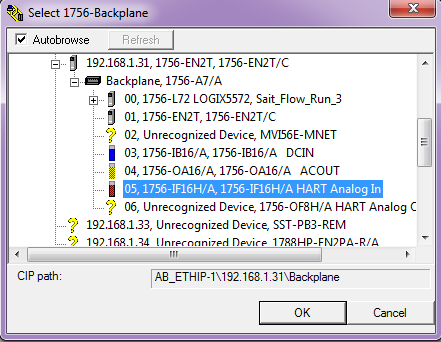 Select 1756-Backplane
Autobrowse
Refresh
192.168.1.31, 1756-EN2T, 1756-EN2T/C
Backplane, 1756-A7/A
00, 1756-L72 LOGIX5572, Sait_Flow_Run_3
01, 1756-EN2T, 1756-EN2T/C
02, Unrecognized Device, MVI56E-MNET
03, 1756-IB16/A, 1756-IB16/A DCIN
04, 1756-OA16/A, 1756-OA16/A ACOUT
05, 1756-IF16H/A, 1756-IF16H/A HART Analog In
06, Unrecognized Device, 1756-OF8H/A HART Analog O
192.168.1.33, Unrecognized Device, SST-PB3-REM
192.168.1.34, Unrecognized Device, 1788HP-EN2PA-R/A
CIP path:
AB_ETHIP-1\192.168.1.31\Backplane
OK
Cancel